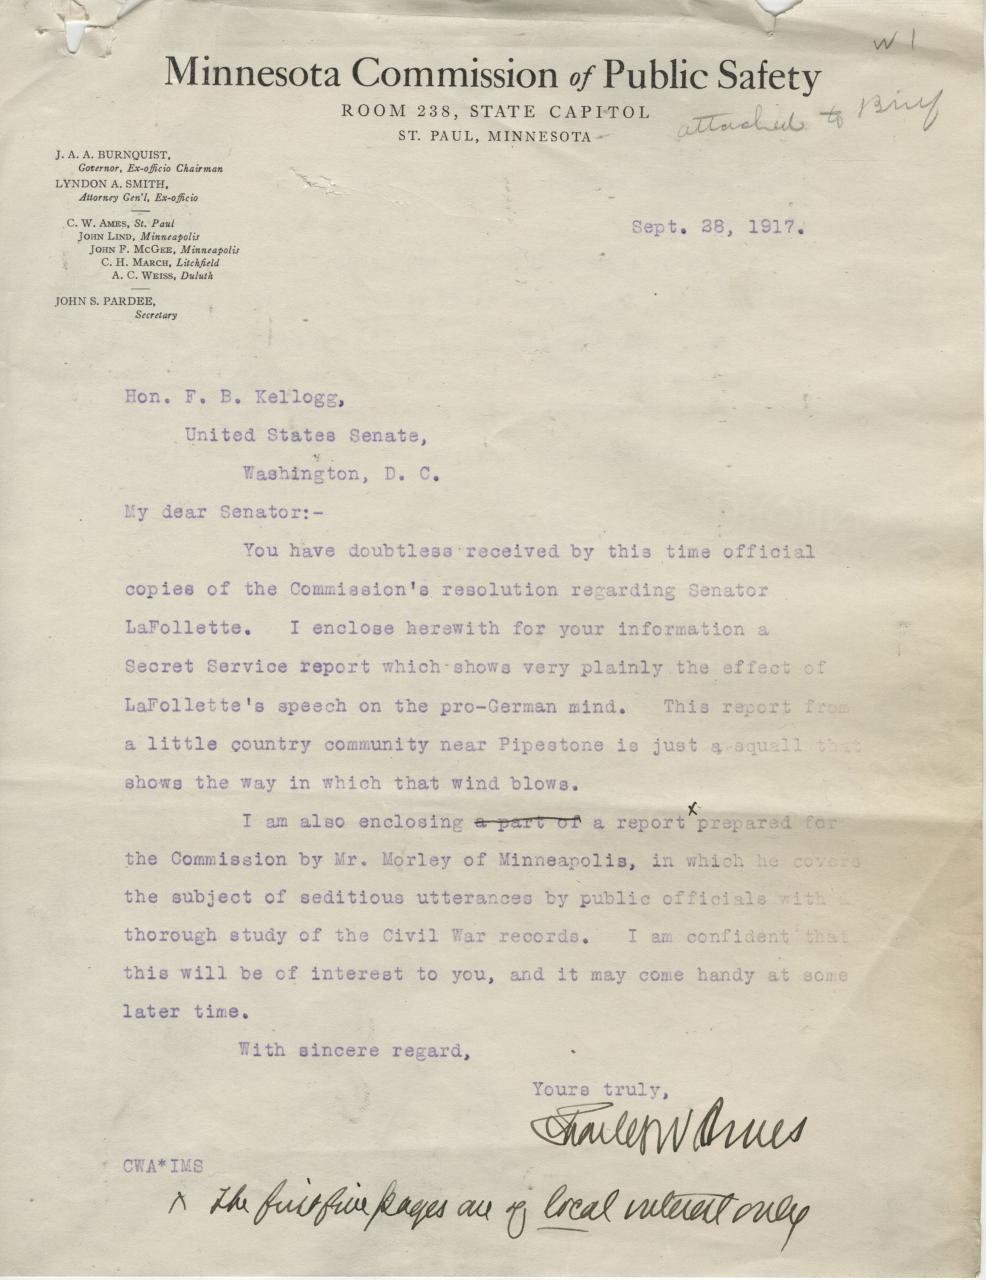 W 1
Minnesota Commission of Public Safety
ROOM 238, STATE CAPITOL
attached to Brief
ST. PAUL, MINNESOTA
J. A. A. BURNQUIST,
Governor, Ex-officio Chairman
LYNDON A. SMITH,
Attorney Gen'l, Ex-officio
C. W. AMES, St. Paul
JOHN LIND, Minneapolis
JOHN F. MCGEE, Minneapolis
C. H. MARCH, Litchfield
A. C. WEISS, Duluth
JOHN S. PARDEE,
Secretary
Sept. 28, 1917.
Hon. F. B. Kellogg,
United States Senate,
Washington, D. C.
My dear Senator:-
You have doubtless received by this time official
copies of the Commission's resolution regarding Senator
LaFollette. I enclose herewith for your information a
Secret Service report which shows very plainly the effect of
LaFollette's speech on the pro-German mind. This report from
a little country community near Pipestone is just a squall that
shows the way in which that wind blows.
I am also enclosing a part of a report x prepared for
the Commission by Mr. Morley of Minneapolis, in which he covers
the subject of seditious utterances by public officials with a
thorough study of the Civil War records. I am confident that
this will be of interest to you, and it may come handy at some
later time.
With sincere regard,
Yours truly,
Charles W Ames
CWA*IMS
x the first five pages are of local interest only